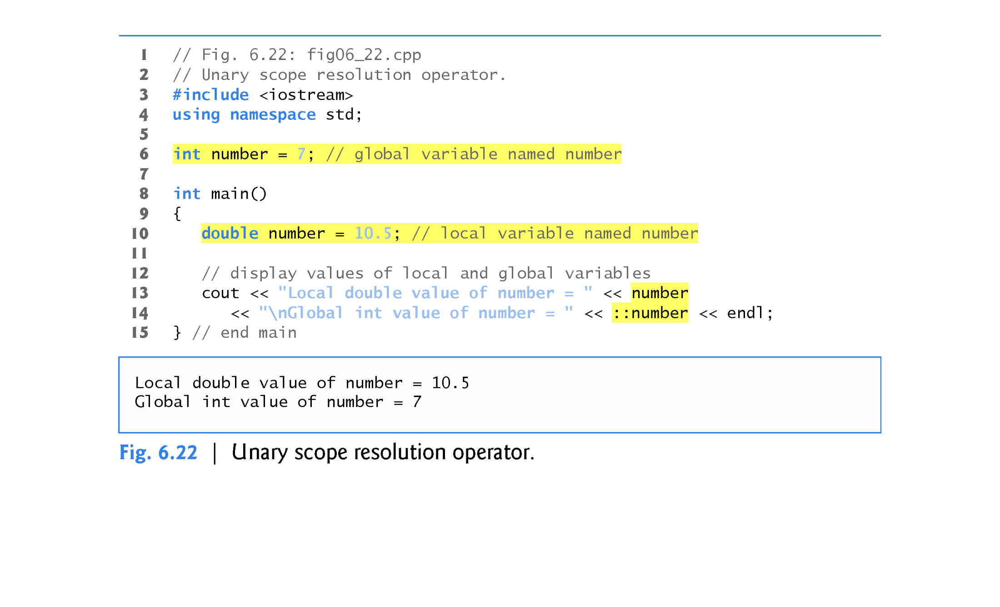 1 // Fig. 6.22: fig06_22.cpp
2 // Unary scope resolution operator.
3 #include <iostream>
4 using namespace std;
5
6 int number = 7; // global variable named number
7
8 int main()
9 {
10    double number = 10.5; // local variable named number
11
12    // display values of local and global variables
13    cout << "Local double value of number = " << number
14       << "\nGlobal int value of number = " << ::number << endl;
15 } // end main
Local double value of number = 10.5
Global int value of number = 7
Fig. 6.22 | Unary scope resolution operator.